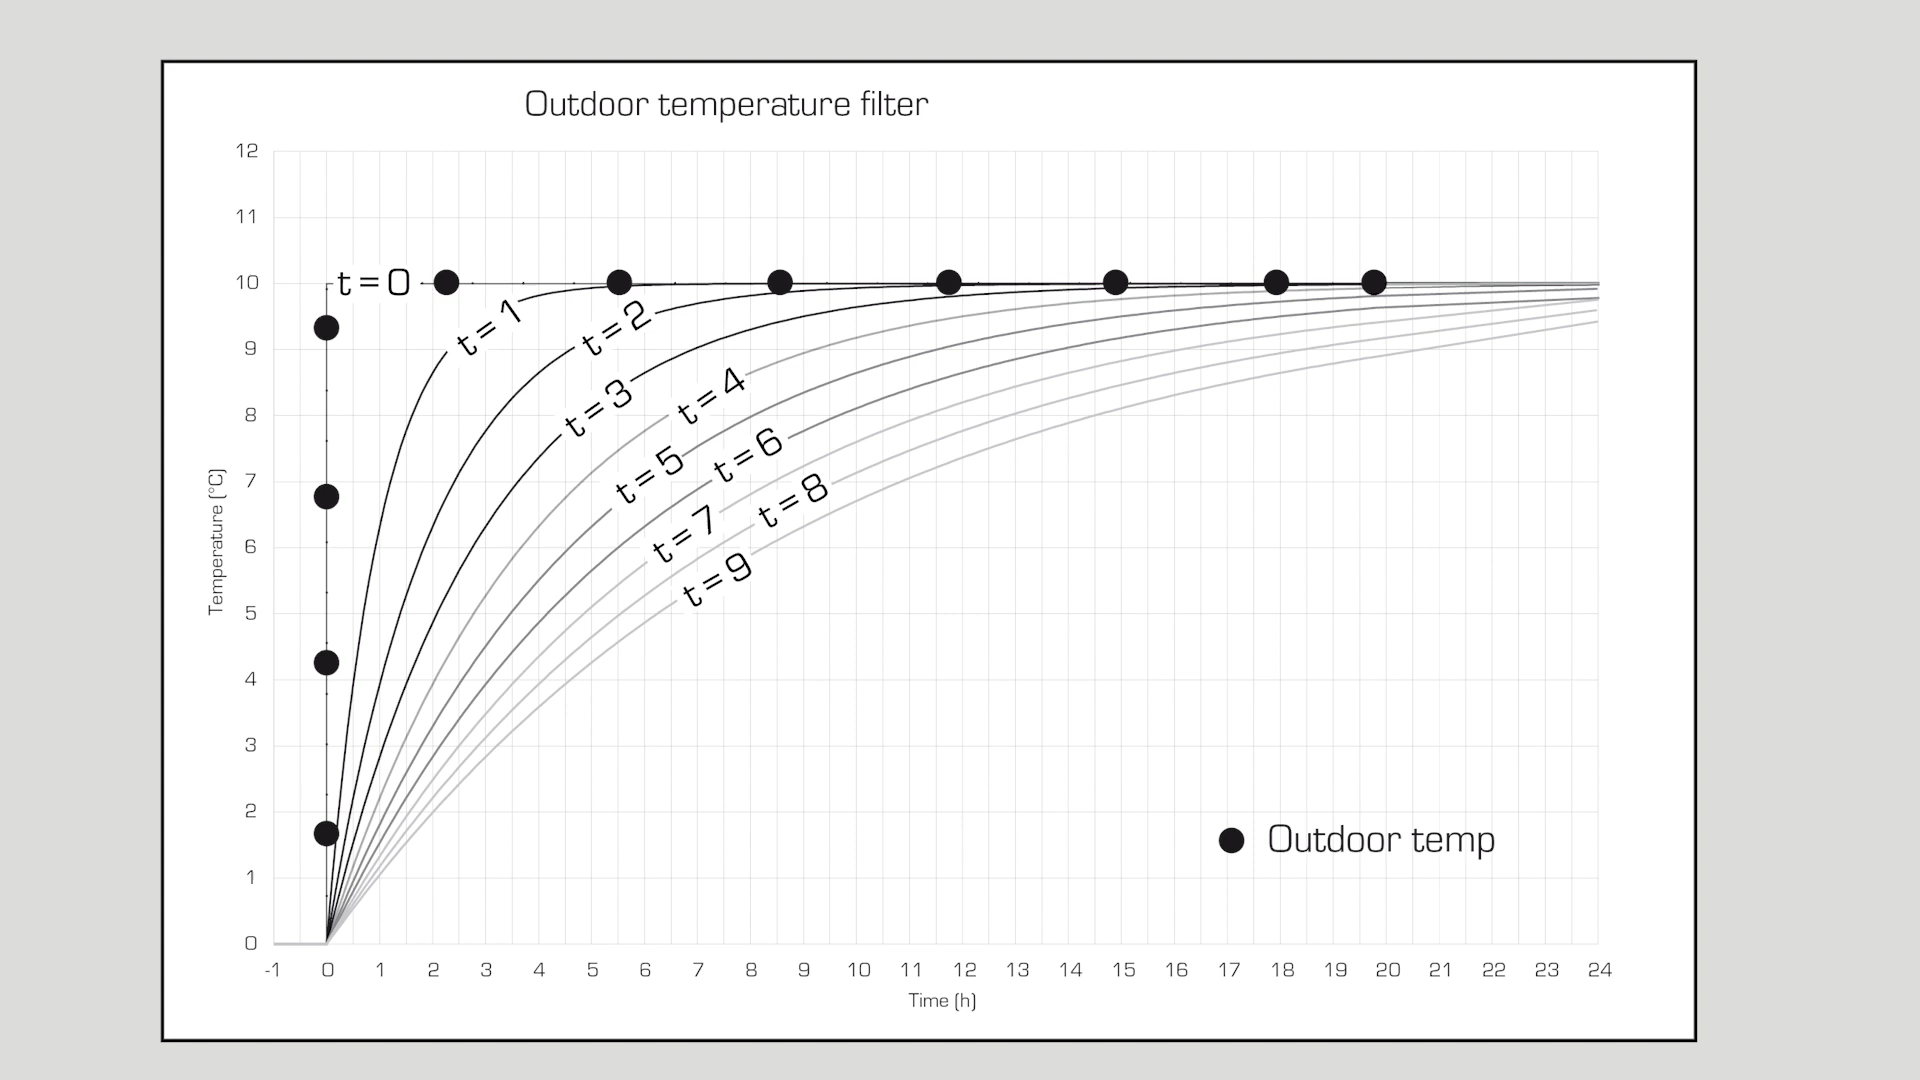 Outdoor temperature filter
12
11
10
9
8
7
6
5
4
3
2
1
0
Temperature (°C)
t=0
t=1
t=2
t=3
t=4
t=5
t=6
t=7
t=8
t=9
Outdoor temp
-1 0 1 2 3 4 5 6 7 8 9 10 11 12 13 14 15 16 17 18 19 20 21 22 23 24
Time (h)